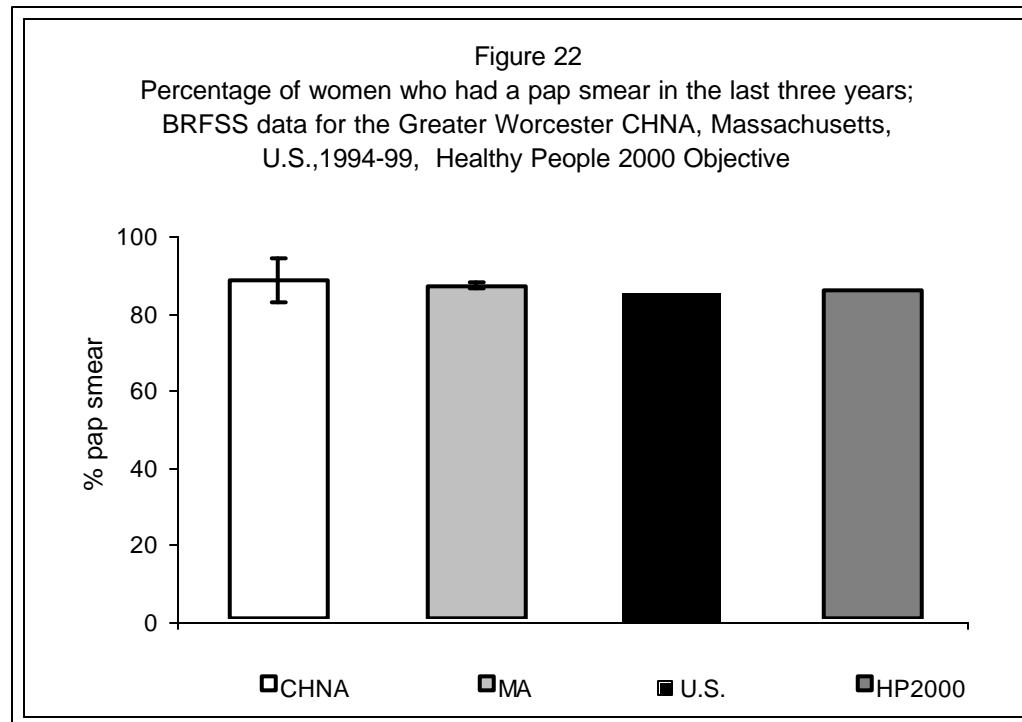 Figure 22
Percentage of women who had a pap smear in the last three years;
BRFSS data for the Greater Worcester CHNA, Massachusetts,
U.S.,1994-99, Healthy People 2000 Objective
100
80
60
40
20
0
% pap smear
CHNA MA U.S. HP2000